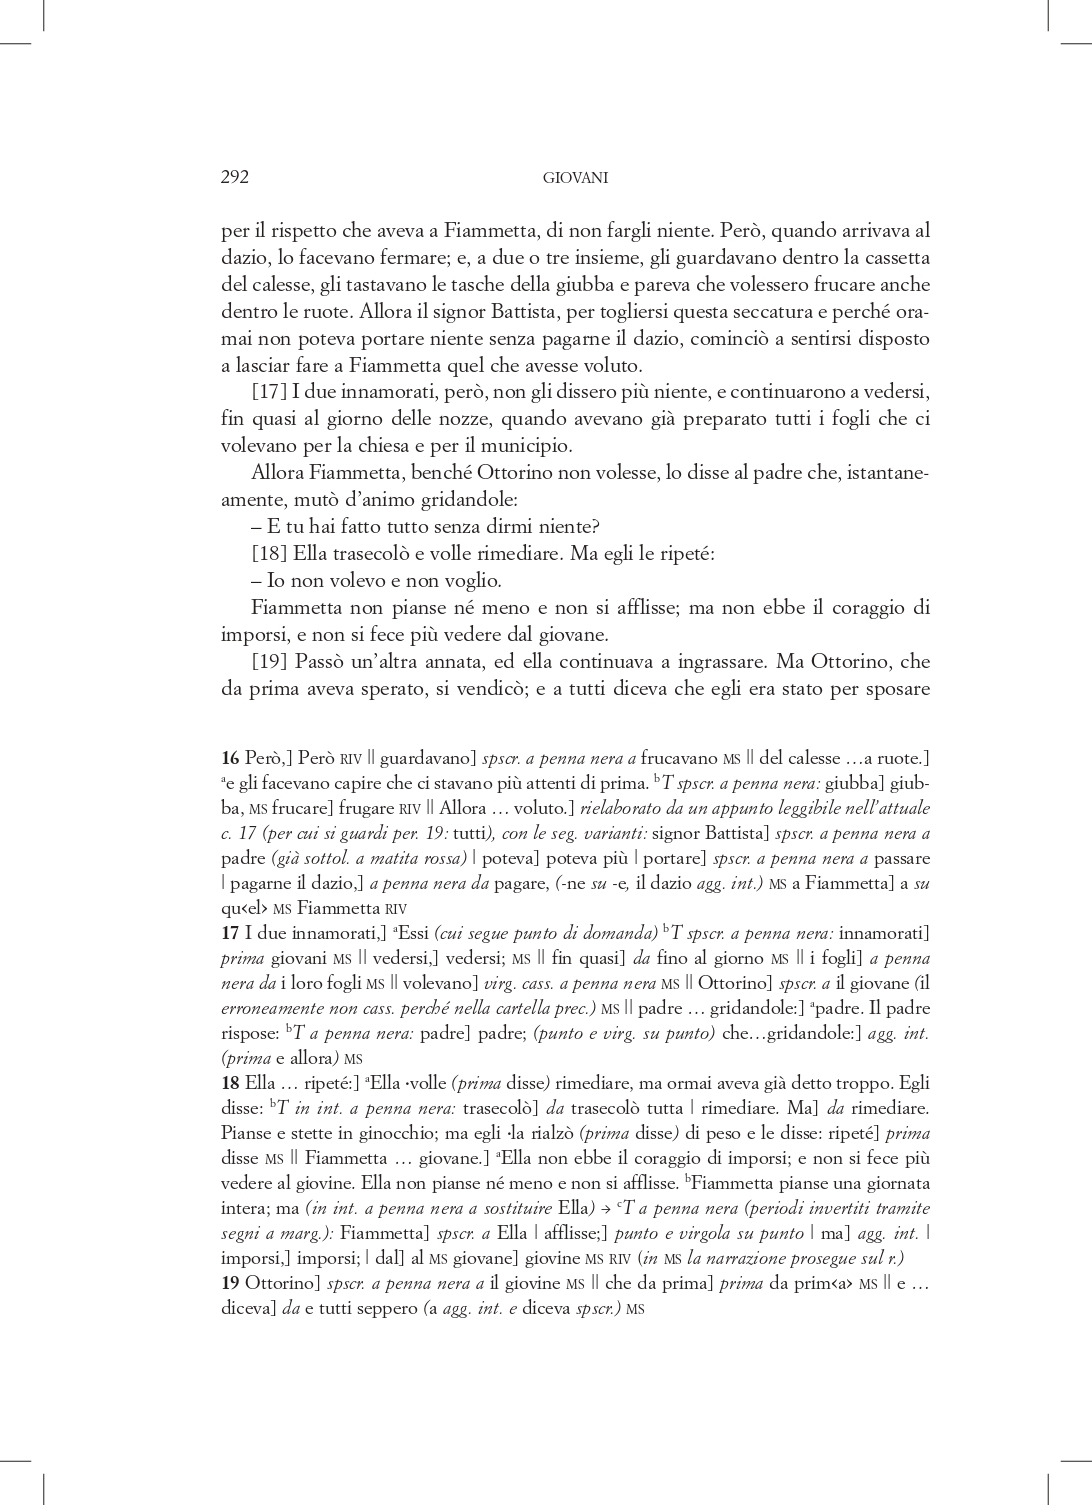 292
GIOVANI
per il rispetto che aveva a Fiammetta, di non fargli niente. Però, quando arrivava al
dazio, lo facevano fermare; e, a due o tre insieme, gli guardavano dentro la cassetta
del calesse, gli tastavano le tasche della giubba e pareva che volessero frucare anche
dentro le ruote. Allora il signor Battista, per togliersi questa seccatura e perché ora-
mai non poteva portare niente senza pagarne il dazio, cominciò a sentirsi disposto
a lasciar fare a Fiammetta quel che avesse voluto.
[17] I due innamorati, però, non gli dissero più niente, e continuarono a vedersi,
fin quasi al giorno delle nozze, quando avevano già preparato tutti i fogli che ci
volevano per la chiesa e per il municipio.
Allora Fiammetta, benché Ottorino non volesse, lo disse al padre che, istantane-
amente, mutò d’animo gridandole:
– E tu hai fatto tutto senza dirmi niente?
[18] Ella trasecolò e volle rimediare. Ma egli le ripeté:
– Io non volevo e non voglio.
Fiammetta non pianse né meno e non si afflisse; ma non ebbe il coraggio di
imporsi, e non si fece più vedere dal giovane.
[19] Passò un’altra annata, ed ella continuava a ingrassare. Ma Ottorino, che
da prima aveva sperato, si vendicò; e a tutti diceva che egli era stato per sposare
16 Però,] Però RIV || guardavano] spscr. a penna nera a frucavano MS || del calesse …a ruote.]
ᵃe gli facevano capire che ci stavano più attenti di prima. ᵇT spscr. a penna nera: giubba] giub-
ba, MS frucare] frugare RIV || Allora … voluto.] rielaborato da un appunto leggibile nell’attuale
c. 17 (per cui si guardi per. 19: tutti), con le seg. varianti: signor Battista] spscr. a penna nera a
padre (già sottol. a matita rossa) | poteva] poteva più | portare] spscr. a penna nera a passare
| pagarne il dazio,] a penna nera da pagare, (-ne su -e, il dazio agg. int.) MS a Fiammetta] a su
qu‹el› MS Fiammetta RIV
17 I due innamorati,] ᵃEssi (cui segue punto di domanda) ᵇT spscr. a penna nera: innamorati]
prima giovani MS || vedersi,] vedersi; MS || fin quasi] da fino al giorno MS || i fogli] a penna
nera da i loro fogli MS || volevano] virg. cass. a penna nera MS || Ottorino] spscr. a il giovane (il
erroneamente non cass. perché nella cartella prec.) MS || padre … gridandole:] ᵃpadre. Il padre
rispose: ᵇT a penna nera: padre] padre; (punto e virg. su punto) che…gridandole:] agg. int.
(prima e allora) MS
18 Ella … ripeté:] ᵃElla ·volle (prima disse) rimediare, ma ormai aveva già detto troppo. Egli
disse: ᵇT in int. a penna nera: trasecolò] da trasecolò tutta | rimediare. Ma] da rimediare.
Pianse e stette in ginocchio; ma egli ·la rialzò (prima disse) di peso e le disse: ripeté] prima
disse MS || Fiammetta … giovane.] ᵃElla non ebbe il coraggio di imporsi; e non si fece più
vedere al giovine. Ella non pianse né meno e non si afflisse. ᵇFiammetta pianse una giornata
intera; ma (in int. a penna nera a sostituire Ella) → ᶜT a penna nera (periodi invertiti tramite
segni a marg.): Fiammetta] spscr. a Ella | afflisse;] punto e virgola su punto | ma] agg. int. |
imporsi,] imporsi; | dal] al MS giovane] giovine MS RIV (in MS la narrazione prosegue sul r.)
19 Ottorino] spscr. a penna nera a il giovine MS || che da prima] prima da prim‹a› MS || e …
diceva] da e tutti seppero (a agg. int. e diceva spscr.) MS